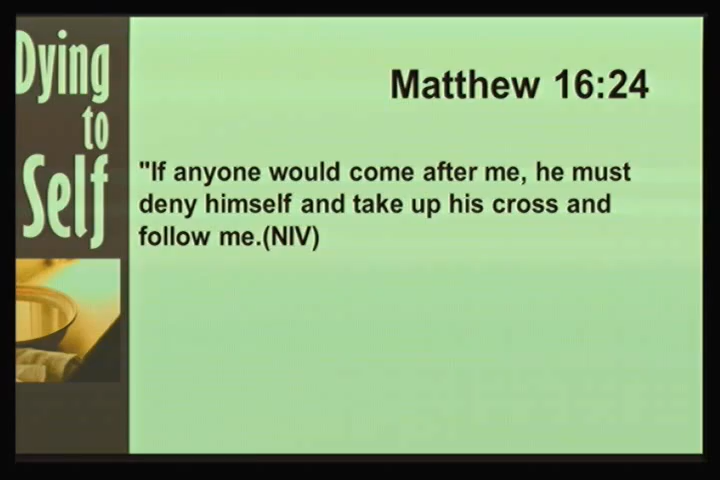 Dying
to
Self
Matthew 16:24
"If anyone would come after me, he must
deny himself and take up his cross and
follow me.(NIV)